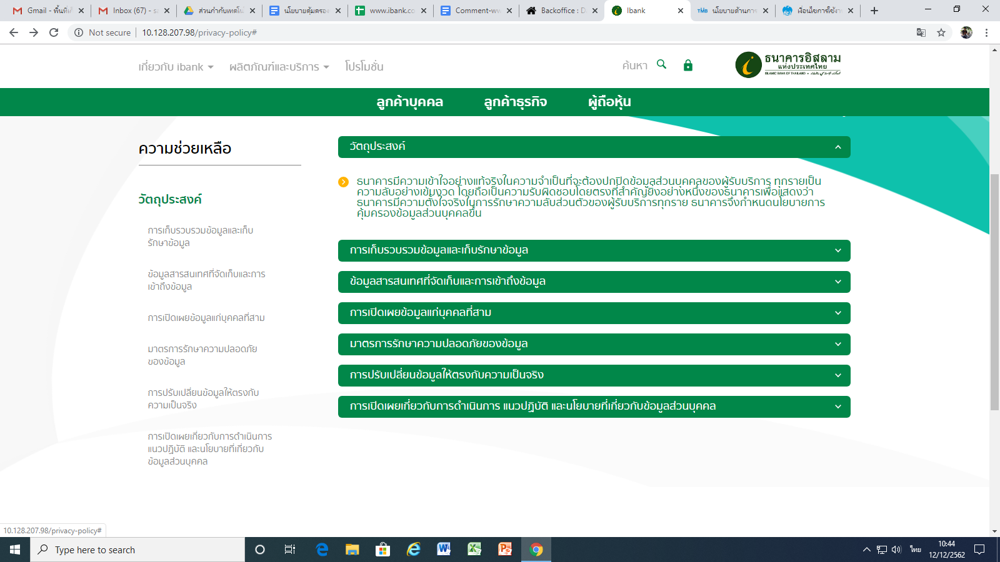 Gmail - พื้นที่เก็
Inbox (67) - sa
ส่วนกำกับเทคโน
นโยบายคุ้มครอง
www.ibank.co
Comment-ww
Backoffice : D
Ibank
TMB นโยบายด้านการ
เงื่อนไขการใช้งา
Not secure
10.128.207.98/privacy-policy#
เกี่ยวกับ ibank
ผลิตภัณฑ์และบริการ
โปรโมชั่น
ค้นหา
ธนาคารอิสลาม
แห่งประเทศไทย
ISLAMIC BANK OF THAILAND
ลูกค้าบุคคล
ลูกค้าธุรกิจ
ผู้ถือหุ้น
ความช่วยเหลือ
วัตถุประสงค์
การเก็บรวบรวมข้อมูลและเก็บ
รักษาข้อมูล
ข้อมูลสารสนเทศที่จัดเก็บและการ
เข้าถึงข้อมูล
การเปิดเผยข้อมูลแก่บุคคลที่สาม
มาตรการรักษาความปลอดภัย
ของข้อมูล
การปรับเปลี่ยนข้อมูลให้ตรงกับ
ความเป็นจริง
การเปิดเผยเกี่ยวกับการดำเนินการ
แนวปฏิบัติ และนโยบายที่เกี่ยวกับ
ข้อมูลส่วนบุคคล
วัตถุประสงค์
ธนาคารมีความเข้าใจอย่างแท้จริงในความจำเป็นที่จะต้องปกปิดข้อมูลส่วนบุคคลของผู้รับบริการ ทุกรายเป็น
ความลับอย่างเข้มงวด โดยถือเป็นความรับผิดชอบโดยตรงที่สำคัญยิ่งอย่างหนึ่งของธนาคารเพื่อแสดงว่า
ธนาคารมีความตั้งใจจริงในการรักษาความลับส่วนตัวของผู้รับบริการทุกราย ธนาคารจึงกำหนดนโยบายการ
คุ้มครองข้อมูลส่วนบุคคลขึ้น
การเก็บรวบรวมข้อมูลและเก็บรักษาข้อมูล
ข้อมูลสารสนเทศที่จัดเก็บและการเข้าถึงข้อมูล
การเปิดเผยข้อมูลแก่บุคคลที่สาม
มาตรการรักษาความปลอดภัยของข้อมูล
การปรับเปลี่ยนข้อมูลให้ตรงกับความเป็นจริง
การเปิดเผยเกี่ยวกับการดำเนินการ แนวปฏิบัติ และนโยบายที่เกี่ยวกับข้อมูลส่วนบุคคล
10.128.207.98/privacy-policy#
Type here to search
ไทย
10:44
12/12/2562